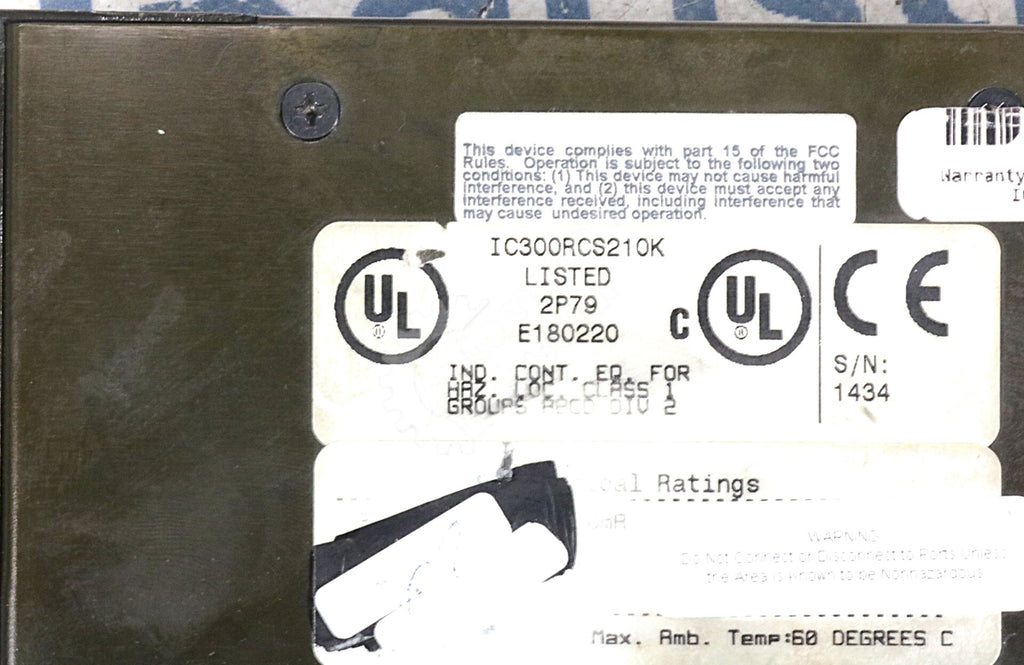 This device complies with part 15 of the FCC
Rules. Operation is subject to the following two
conditions: (1) This device may not cause harmful
interference, and (2) this device must accept any
interference received, including interference that
may cause undesired operation.
Warranty
IC300RCS210K
LISTED
2P79
E180220
UL
C UL
CE
S/N:
1434
IND. CONT. EQ. FOR
HAZ. LOC. CLASS 1
GROUPS ABCD DIV 2
Ratings
WARNING
Do Not Connect or Disconnect to Ports Unless
the Area is Known to be Nonhazardous
Max. Amb. Temp:60 DEGREES C